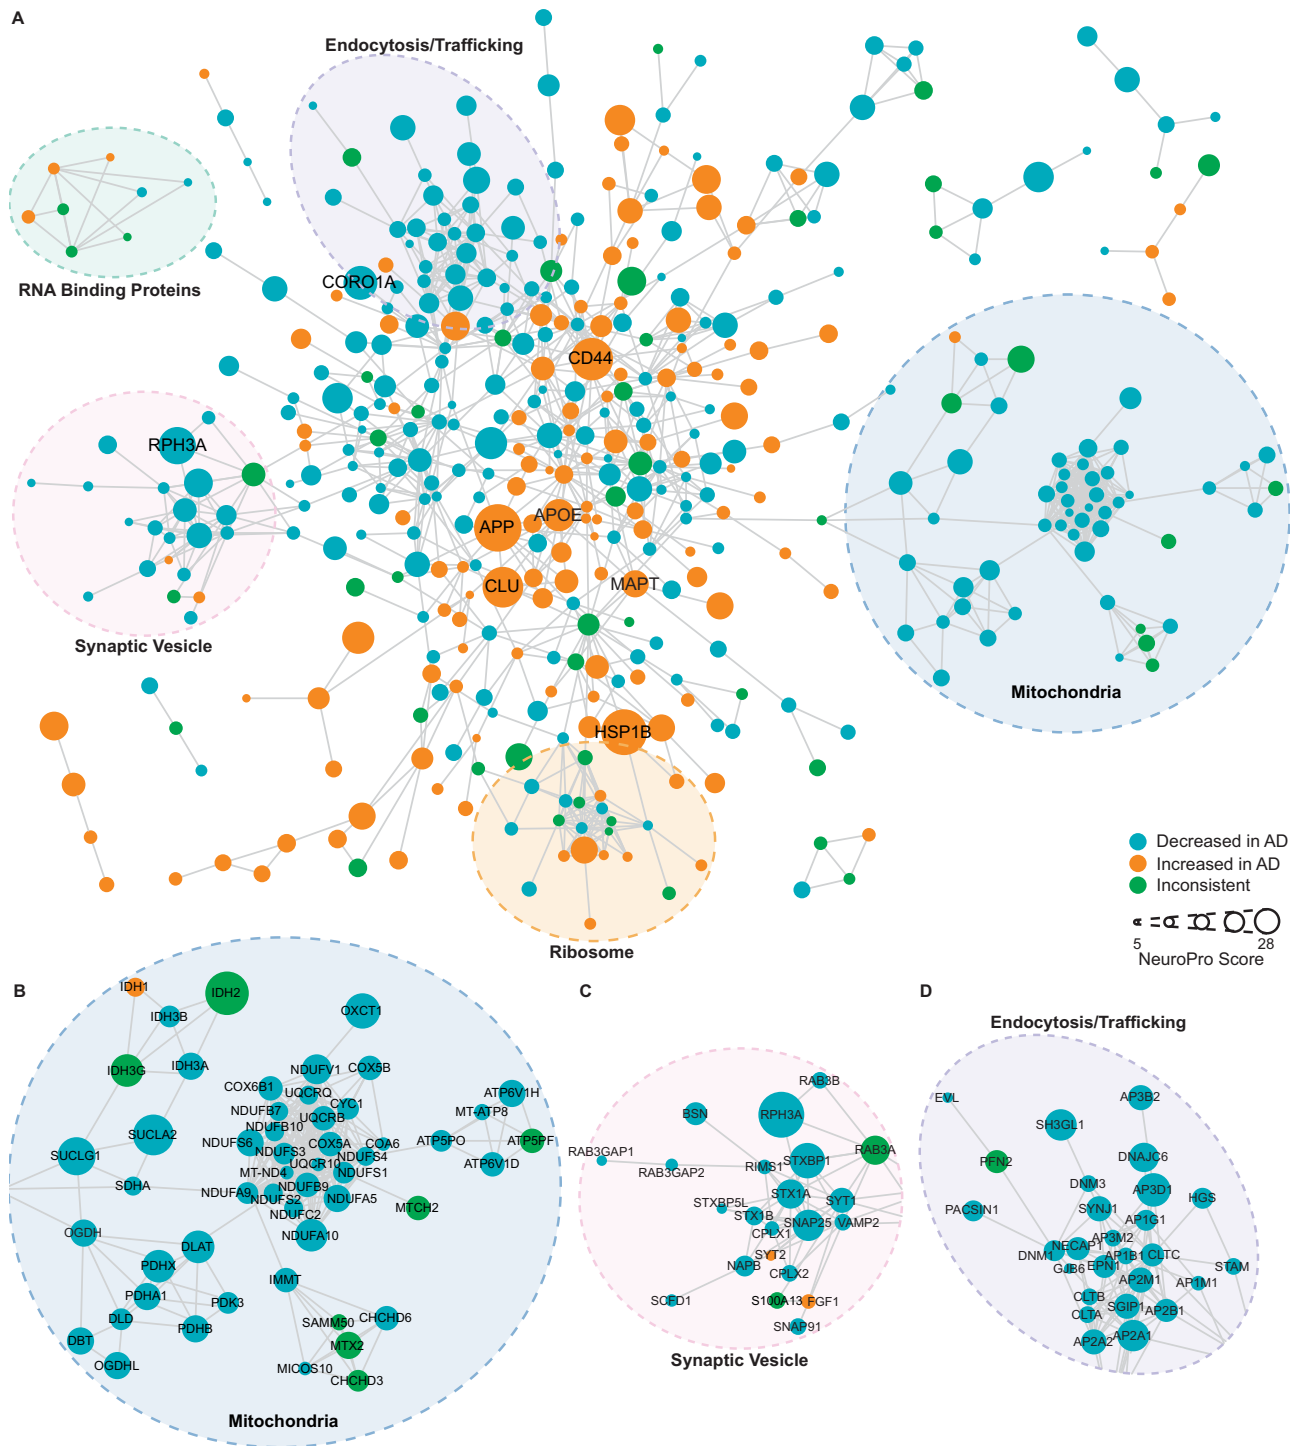 A
Endocytosis/Trafficking
RNA Binding Proteins
CORO1A
CD44
RPH3A
APP
APOE
CLU
MAPT
Synaptic Vesicle
Mitochondria
HSP1B
Ribosome
Decreased in AD
Increased in AD
Inconsistent
5
28
NeuroPro Score
B
IDH1
IDH2
IDH3B
OXCT1
IDH3G
IDH3A
NDUFV1
COX5B
COX6B1
UQCRQ
CYC1
NDUFB7
UQCRB
NDUFB10
ATP6V1H
MT-ATP8
SUCLA2
NDUFS6
COX5A
COA6
ATP5PO
ATP5PF
SUCLG1
NDUFS3
NDUFS4
UQCR10
ATP6V1D
MT-ND4
NDUFS1
SDHA
NDUFA9
NDUFB9
NDUFS2
NDUFA5
NDUFC2
MTCH2
OGDH
DLAT
NDUFA10
PDHX
IMMT
PDHA1
PDK3
DLD
PDHB
SAMM50
CHCHD6
DBT
MTX2
OGDHL
MICOS10
CHCHD3
Mitochondria
C
RAB3B
BSN
RPH3A
RAB3GAP1
RAB3A
RAB3GAP2
RIMS1
STXBP1
STXBP5L
STX1A
SYT1
STX1B
SNAP25
VAMP2
CPLX1
SYT2
NAPB
CPLX2
SCFD1
S100A13
FGF1
SNAP91
Synaptic Vesicle
D
Endocytosis/Trafficking
EVL
AP3B2
SH3GL1
PFN2
DNAJC6
DNM3
AP3D1
HGS
PACSIN1
SYNJ1
AP1G1
AP3M2
DNM1
NECAP1
AP1B1
CLTC
GJB6
EPN1
STAM
AP2M1
AP1M1
CLTB
SGIP1
AP2B1
CLTA
AP2A2
AP2A1